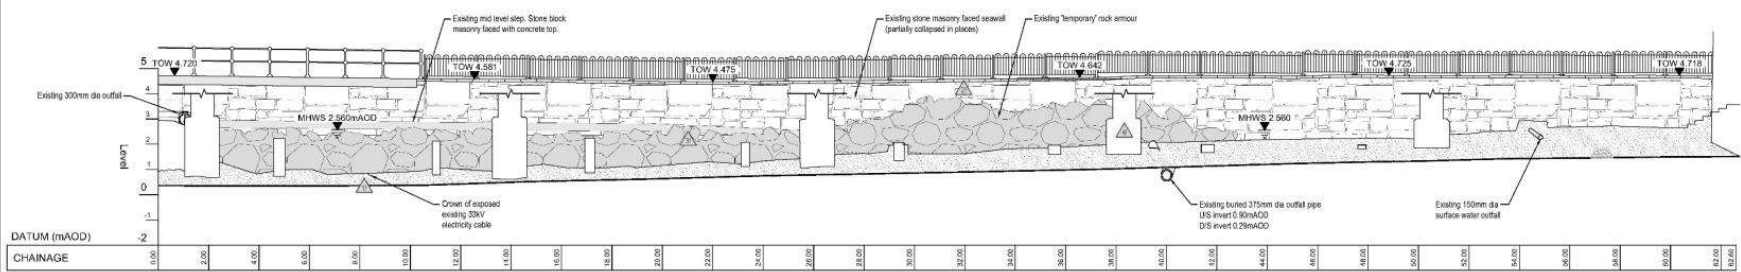 Existing mid level step. Stone block
masonry faced with concrete top.
Existing stone masonry faced seawall
(partially collapsed in places)
Existing "temporary" rock armour
TOW 4.720
TOW 4.581
TOW 4.475
TOW 4.642
TOW 4.725
TOW 4.718
Existing 300mm dia outfall
MHWS 2.560mAOD
MHWS 2.560
Level
5
4
3
2
1
0
-1
-2
Crown of exposed
existing 33kV
electricity cable
Existing buried 375mm dia outfall pipe
U/S invert 0.90mAOD
D/S invert 0.29mAOD
Existing 150mm dia
surface water outfall
DATUM (mAOD)
CHAINAGE
0.00 2.00 4.00 6.00 8.00 10.00 12.00 14.00 16.00 18.00 20.00 22.00 24.00 26.00 28.00 30.00 32.00 34.00 36.00 38.00 40.00 42.00 44.00 46.00 48.00 50.00 52.00 54.00 56.00 58.00 60.00 62.00 62.60